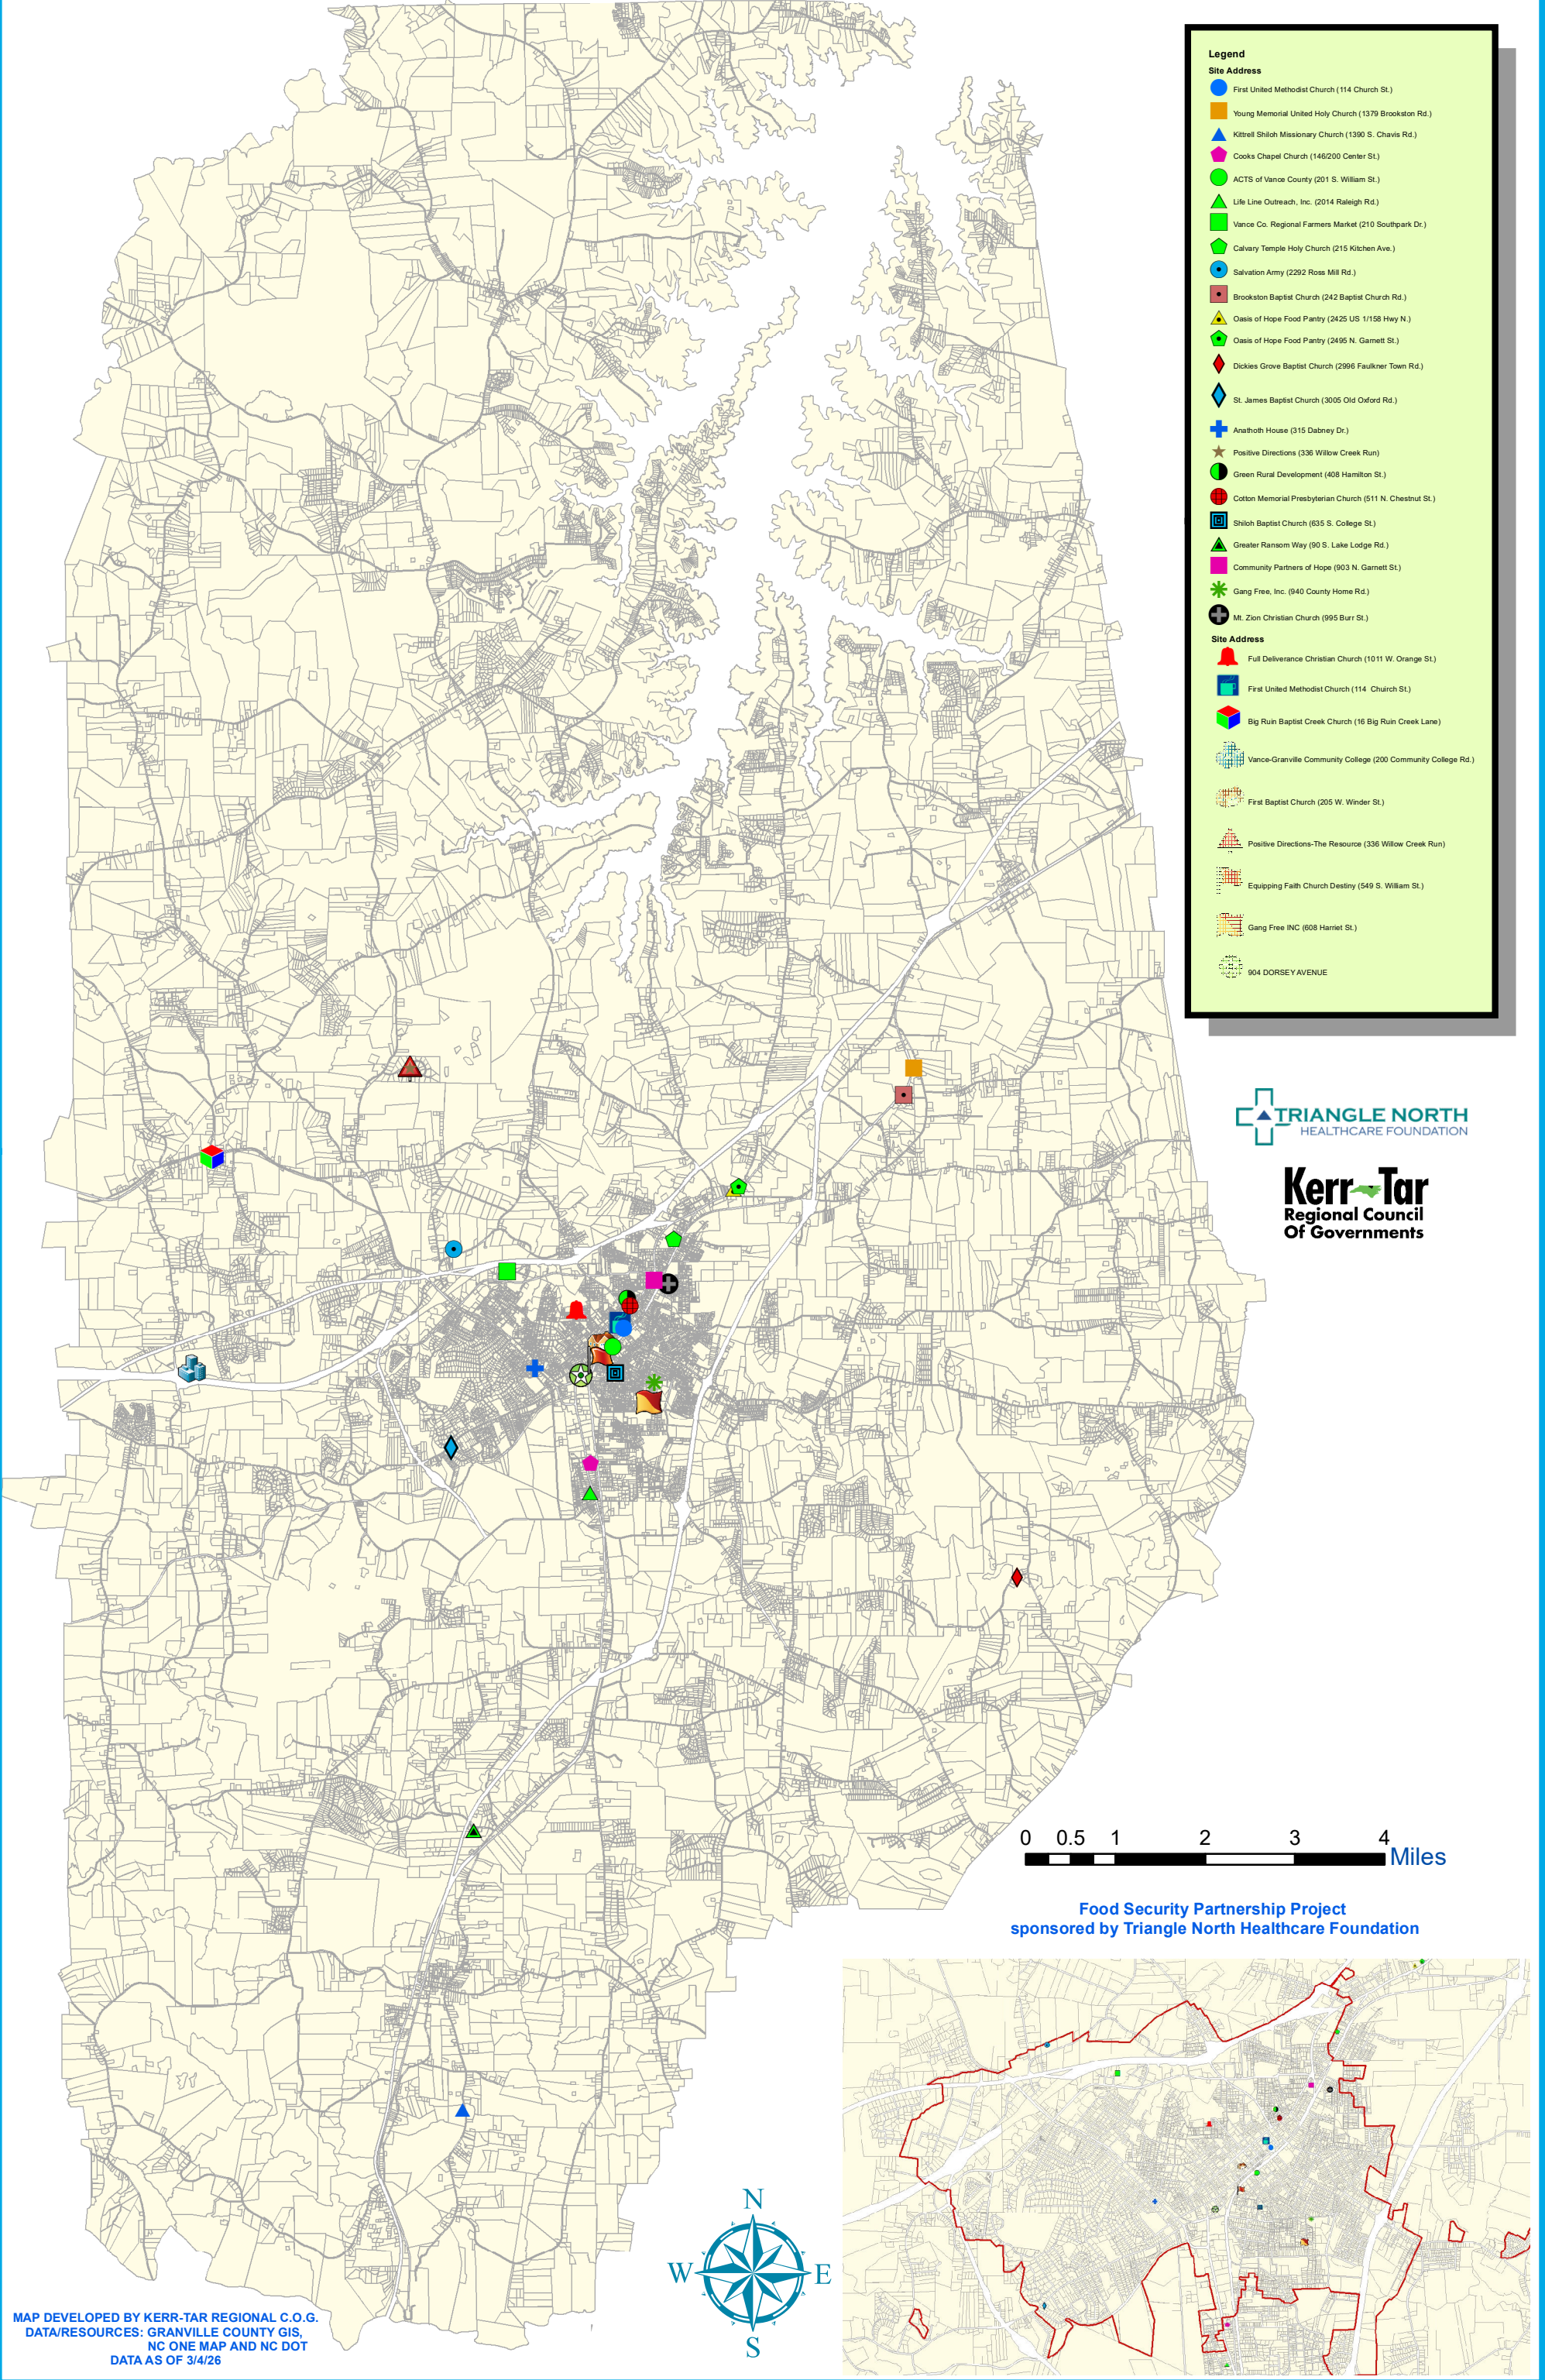 Legend
Site Address
First United Methodist Church (114 Church St.)
Young Memorial United Holy Church (1379 Brookston Rd.)
Kittrell Shiloh Missionary Church (1390 S. Chavis Rd.)
Cooks Chapel Church (146/200 Center St.)
ACTS of Vance County (201 S. William St.)
Life Line Outreach, Inc. (2014 Raleigh Rd.)
Vance Co. Regional Farmers Market (210 Southpark Dr.)
Calvary Temple Holy Church (215 Kitchen Ave.)
Salvation Army (2292 Ross Mill Rd.)
Brookston Baptist Church (242 Baptist Church Rd.)
Oasis of Hope Food Pantry (2425 US 1/158 Hwy N.)
Oasis of Hope Food Pantry (2495 N. Garnett St.)
Dickies Grove Baptist Church (2996 Faulkner Town Rd.)
St. James Baptist Church (3005 Old Oxford Rd.)
Anathoth House (315 Dabney Dr.)
Positive Directions (336 Willow Creek Run)
Green Rural Development (408 Hamilton St.)
Cotton Memorial Presbyterian Church (511 N. Chestnut St.)
Shiloh Baptist Church (635 S. College St.)
Greater Ransom Way (90 S. Lake Lodge Rd.)
Community Partners of Hope (903 N. Garnett St.)
Gang Free, Inc. (940 County Home Rd.)
Mt. Zion Christian Church (995 Burr St.)
Site Address
Full Deliverance Christian Church (1011 W. Orange St.)
First United Methodist Church (114 Chuirch St.)
Big Ruin Baptist Creek Church (16 Big Ruin Creek Lane)
Vance-Granville Community College (200 Community College Rd.)
First Baptist Church (205 W. Winder St.)
Positive Directions-The Resource (336 Willow Creek Run)
Equipping Faith Church Destiny (549 S. William St.)
Gang Free INC (608 Harriet St.)
904 DORSEY AVENUE
TRIANGLE NORTH
HEALTHCARE FOUNDATION
Kerr Tar
Regional Council
Of Governments
0 0.5 1 2 3 4
Miles
Food Security Partnership Project
sponsored by Triangle North Healthcare Foundation
N
W E
S
MAP DEVELOPED BY KERR-TAR REGIONAL C.O.G.
DATA/RESOURCES: GRANVILLE COUNTY GIS,
NC ONE MAP AND NC DOT
DATA AS OF 3/4/26